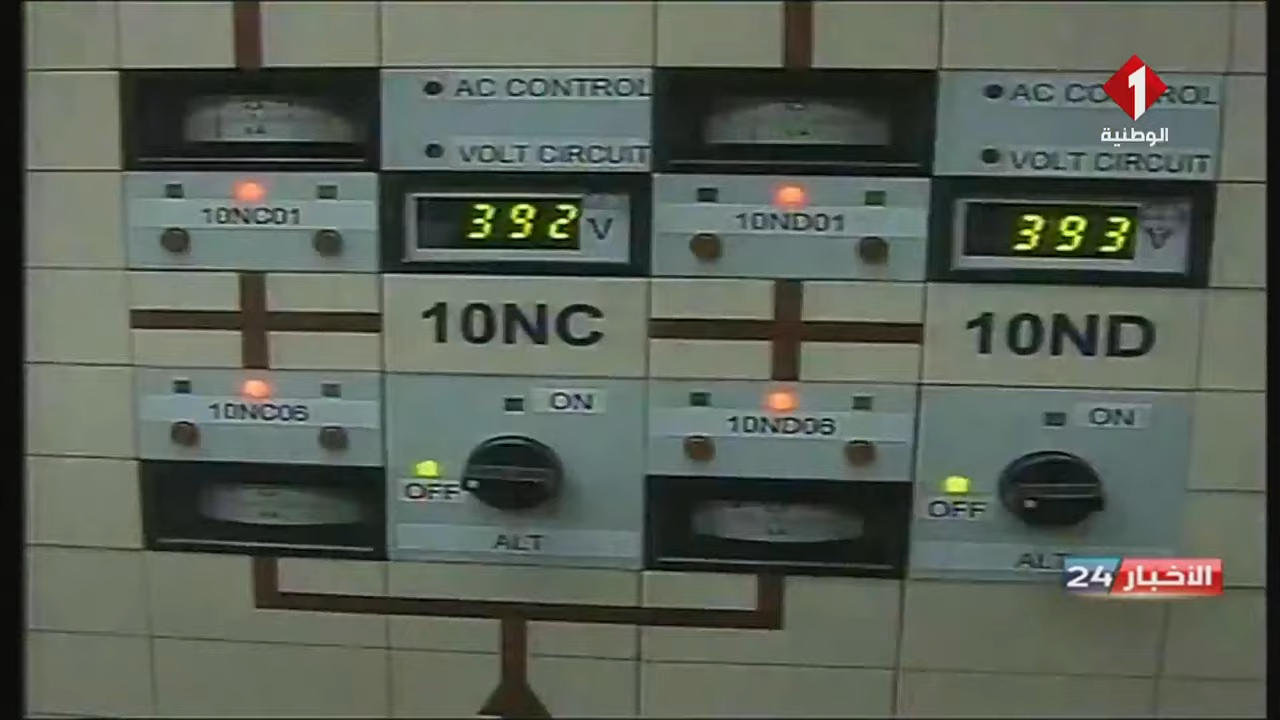 AC CONTROL
VOLT CIRCUIT
AC CONTROL
VOLT CIRCUIT
1
الوطنية
10NC01
392 V
10ND01
393 V
10NC
10ND
10NC06
ON
OFF
ALT
10ND06
ON
OFF
ALT
الأخبار 24